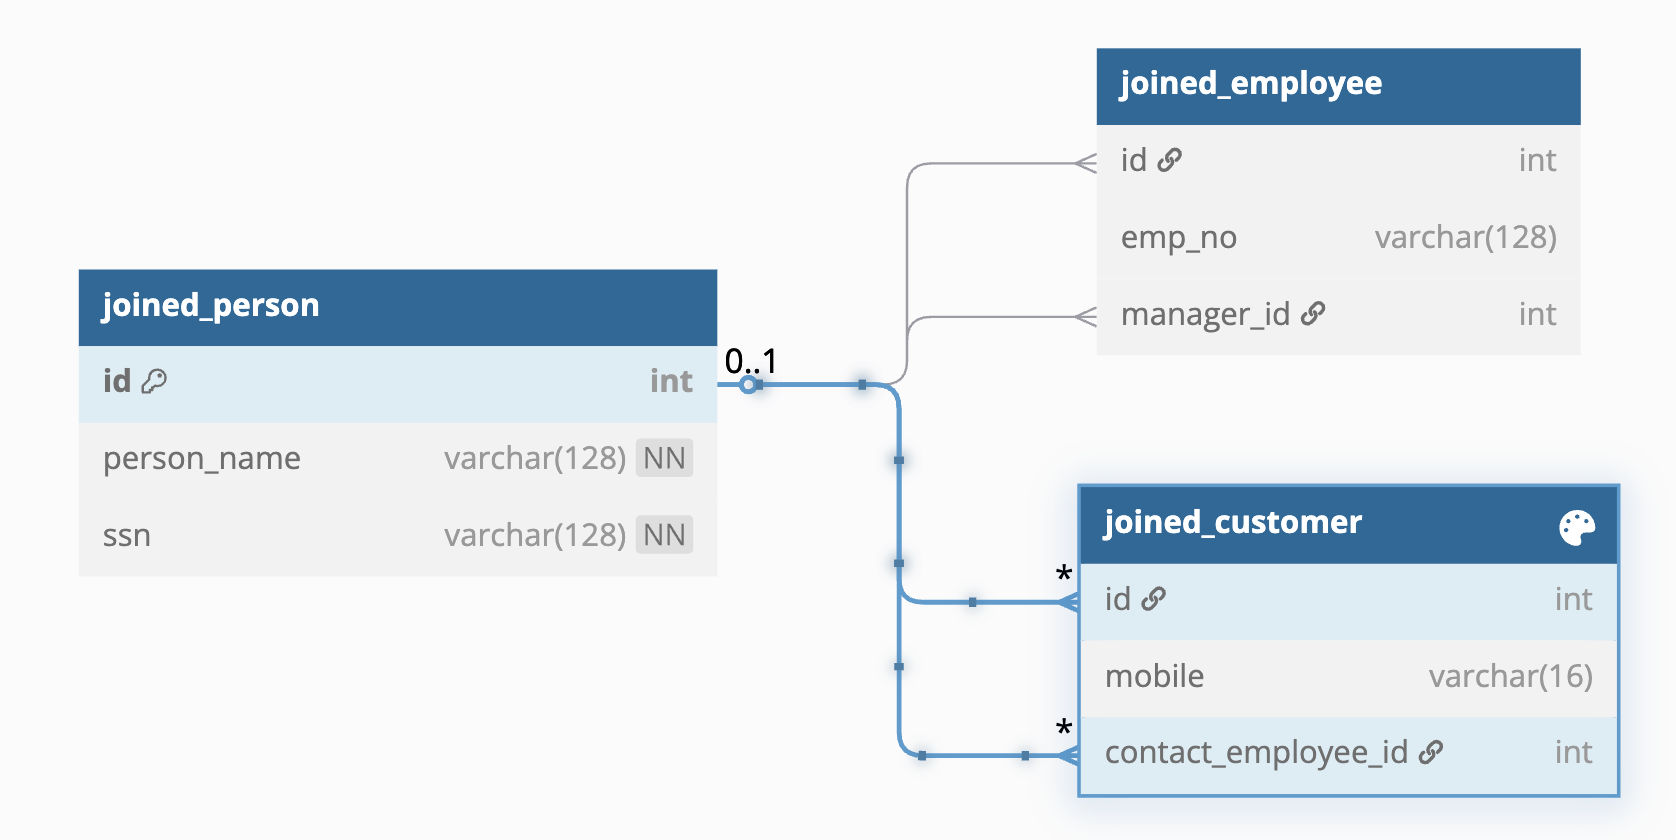 joined_employee
id int
emp_no varchar(128)
manager_id int
joined_person
0..1
id int
person_name varchar(128) NN
ssn varchar(128) NN
joined_customer
*
id int
mobile varchar(16)
*
contact_employee_id int